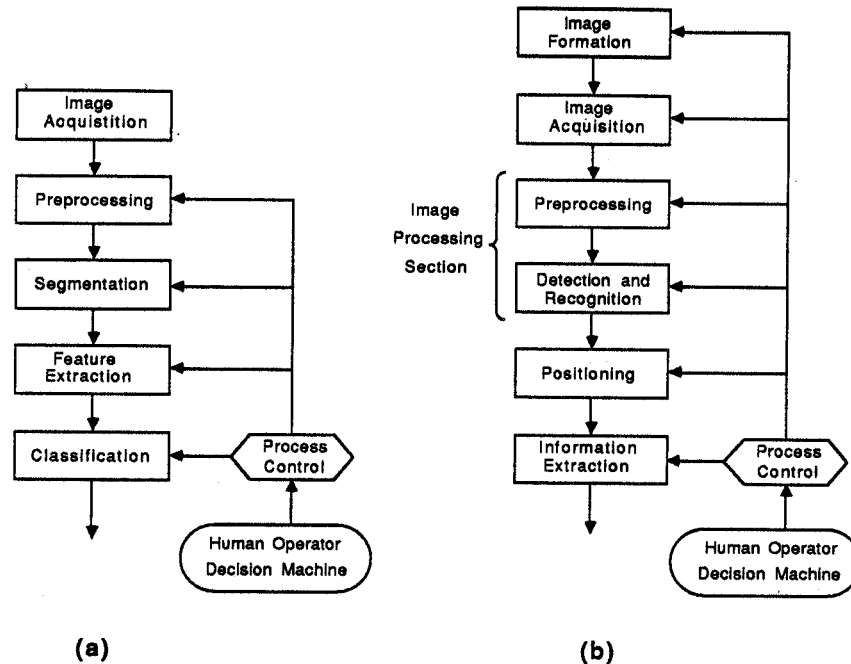 Image
Acquistition
Preprocessing
Segmentation
Feature
Extraction
Classification
Process
Control
Human Operator
Decision Machine
(a)
Image
Formation
Image
Acquisition
Image
Processing
Section
Preprocessing
Detection and
Recognition
Positioning
Information
Extraction
Process
Control
Human Operator
Decision Machine
(b)